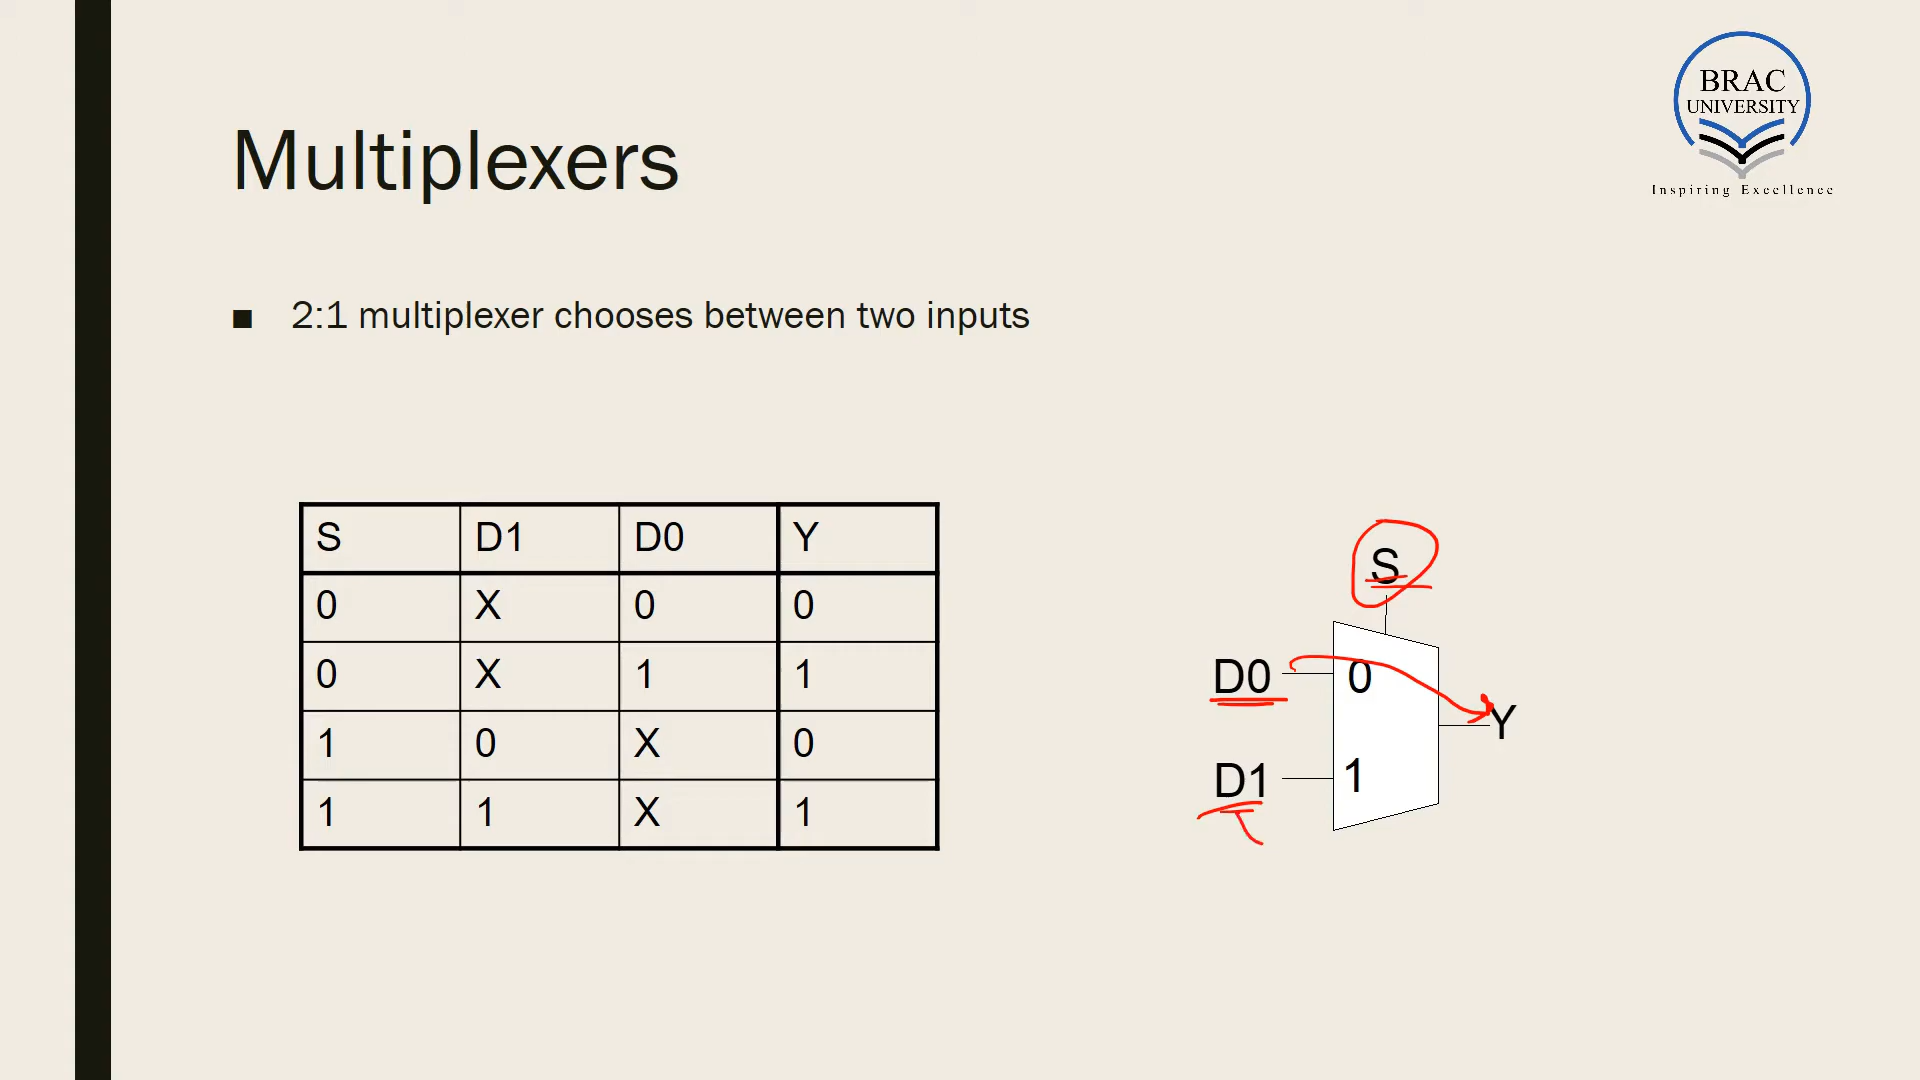 BRAC
UNIVERSITY
Inspiring Excellence
Multiplexers
■ 2:1 multiplexer chooses between two inputs
S D1 D0 Y
0 X 0 0
0 X 1 1
1 0 X 0
1 1 X 1
S
D0 0
Y
D1 1